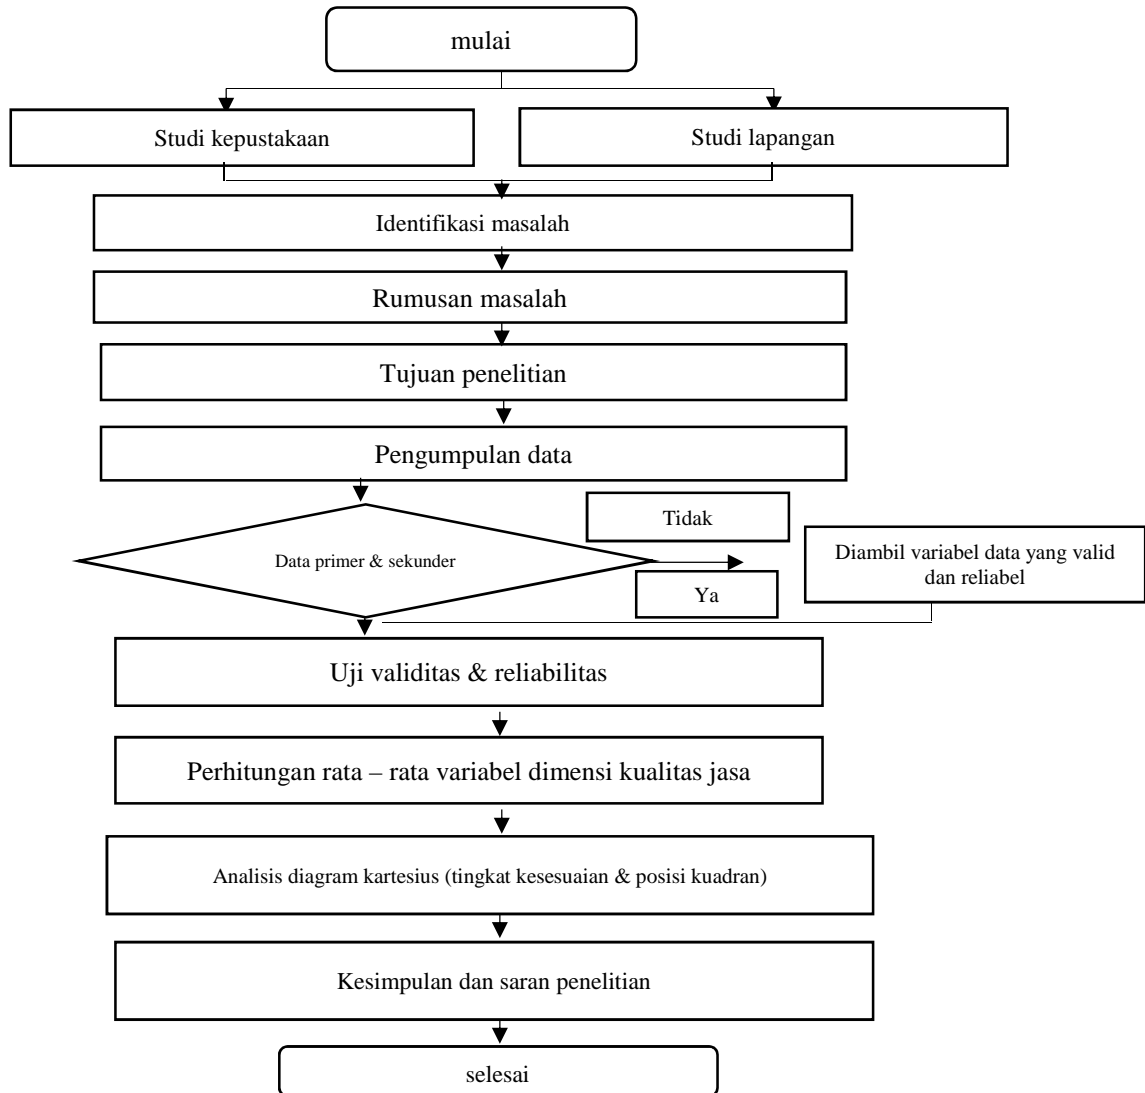 mulai
Studi kepustakaan
Studi lapangan
Identifikasi masalah
Rumusan masalah
Tujuan penelitian
Pengumpulan data
Tidak
Data primer & sekunder
Diambil variabel data yang valid
dan reliabel
Ya
Uji validitas & reliabilitas
Perhitungan rata – rata variabel dimensi kualitas jasa
Analisis diagram kartesius (tingkat kesesuaian & posisi kuadran)
Kesimpulan dan saran penelitian
selesai